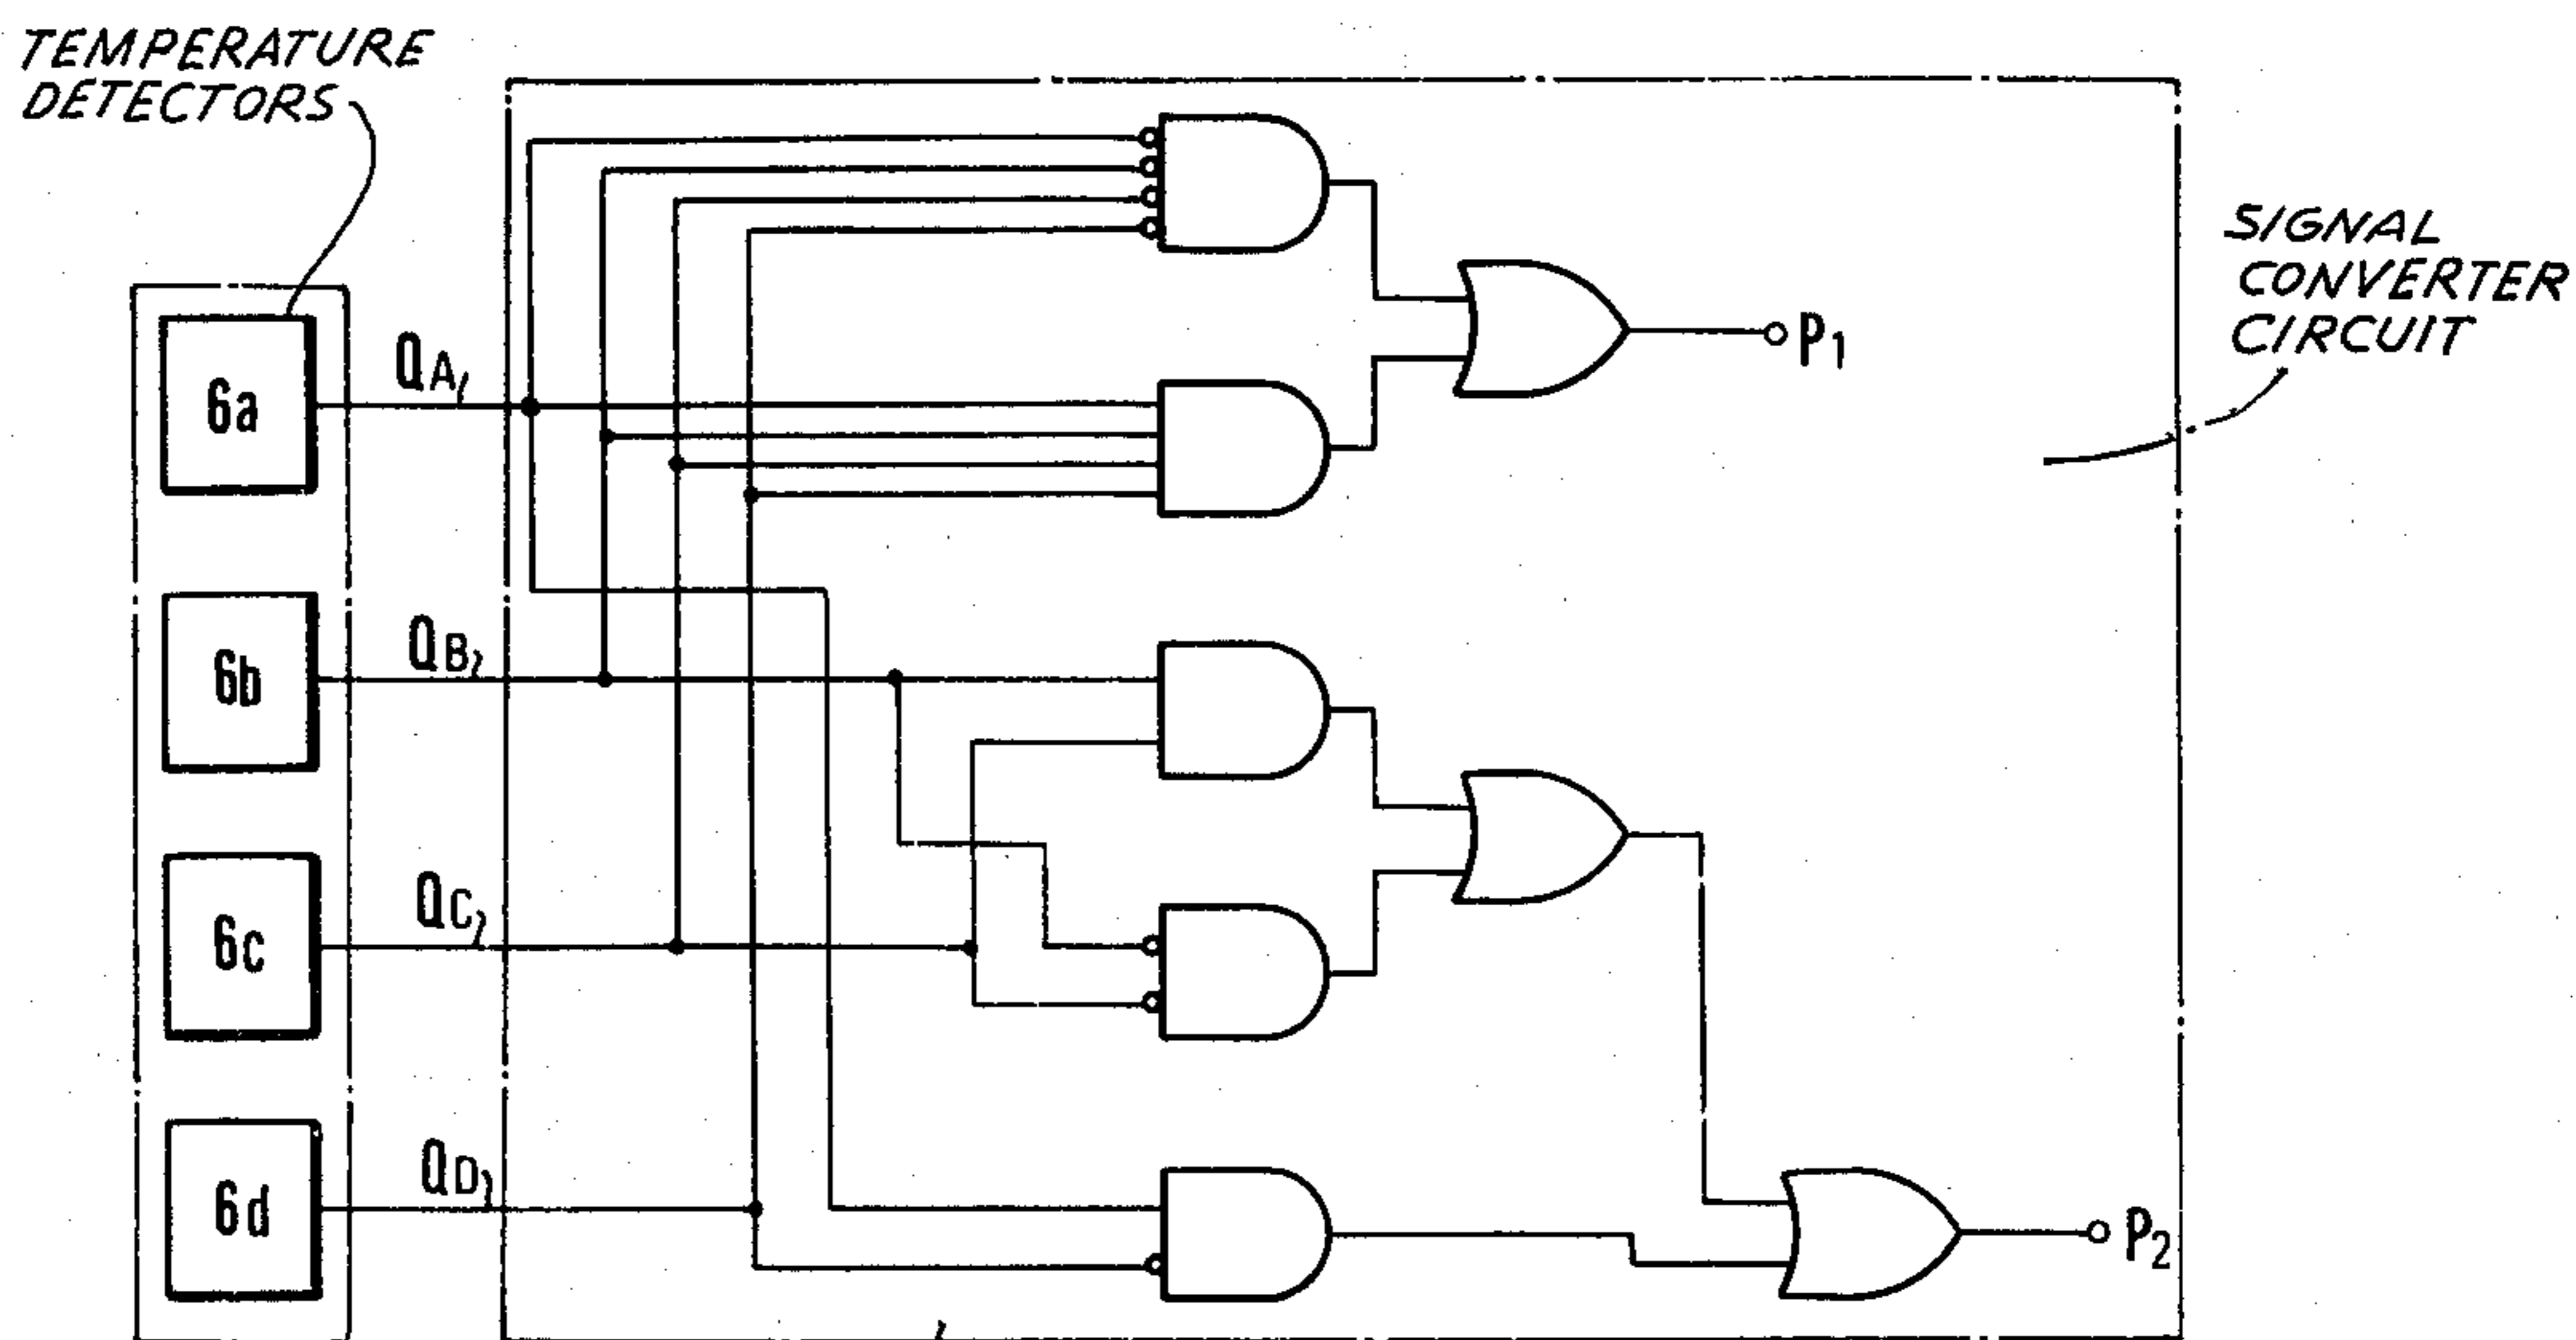 TEMPERATURE
DETECTORS
SIGNAL
CONVERTER
CIRCUIT
6a
QA
P1
6b
QB
6c
QC
6d
QD
P2